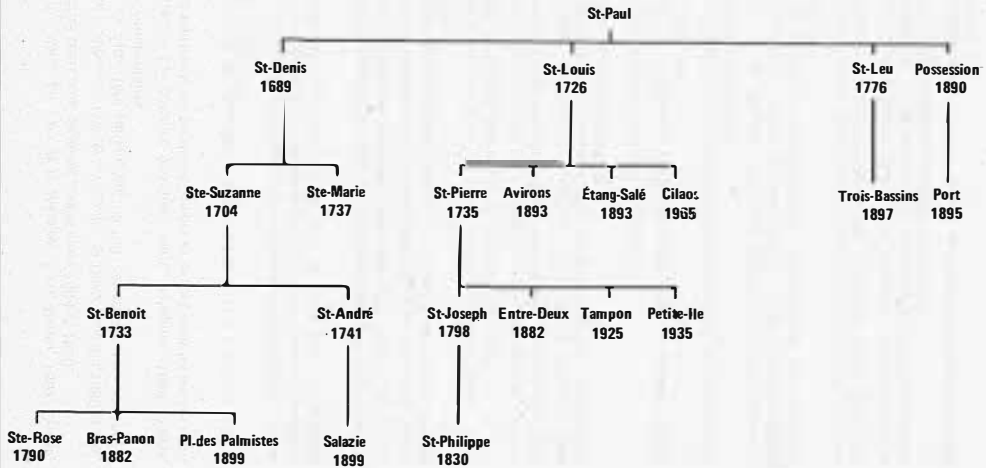 St-Paul
St-Denis St-Louis St-Leu Possession
1689 1726 1776 1890
Ste-Suzanne Ste-Marie St-Pierre Avirons Étang-Salé Cilaos Trois-Bassins Port
1704 1737 1735 1893 1893 1965 1897 1895
St-Benoit St-André St-Joseph Entre-Deux Tampon Petite-Ile
1733 1741 1798 1882 1925 1935
Ste-Rose Bras-Panon Pl.des Palmistes Salazie St-Philippe
1790 1882 1899 1899 1830